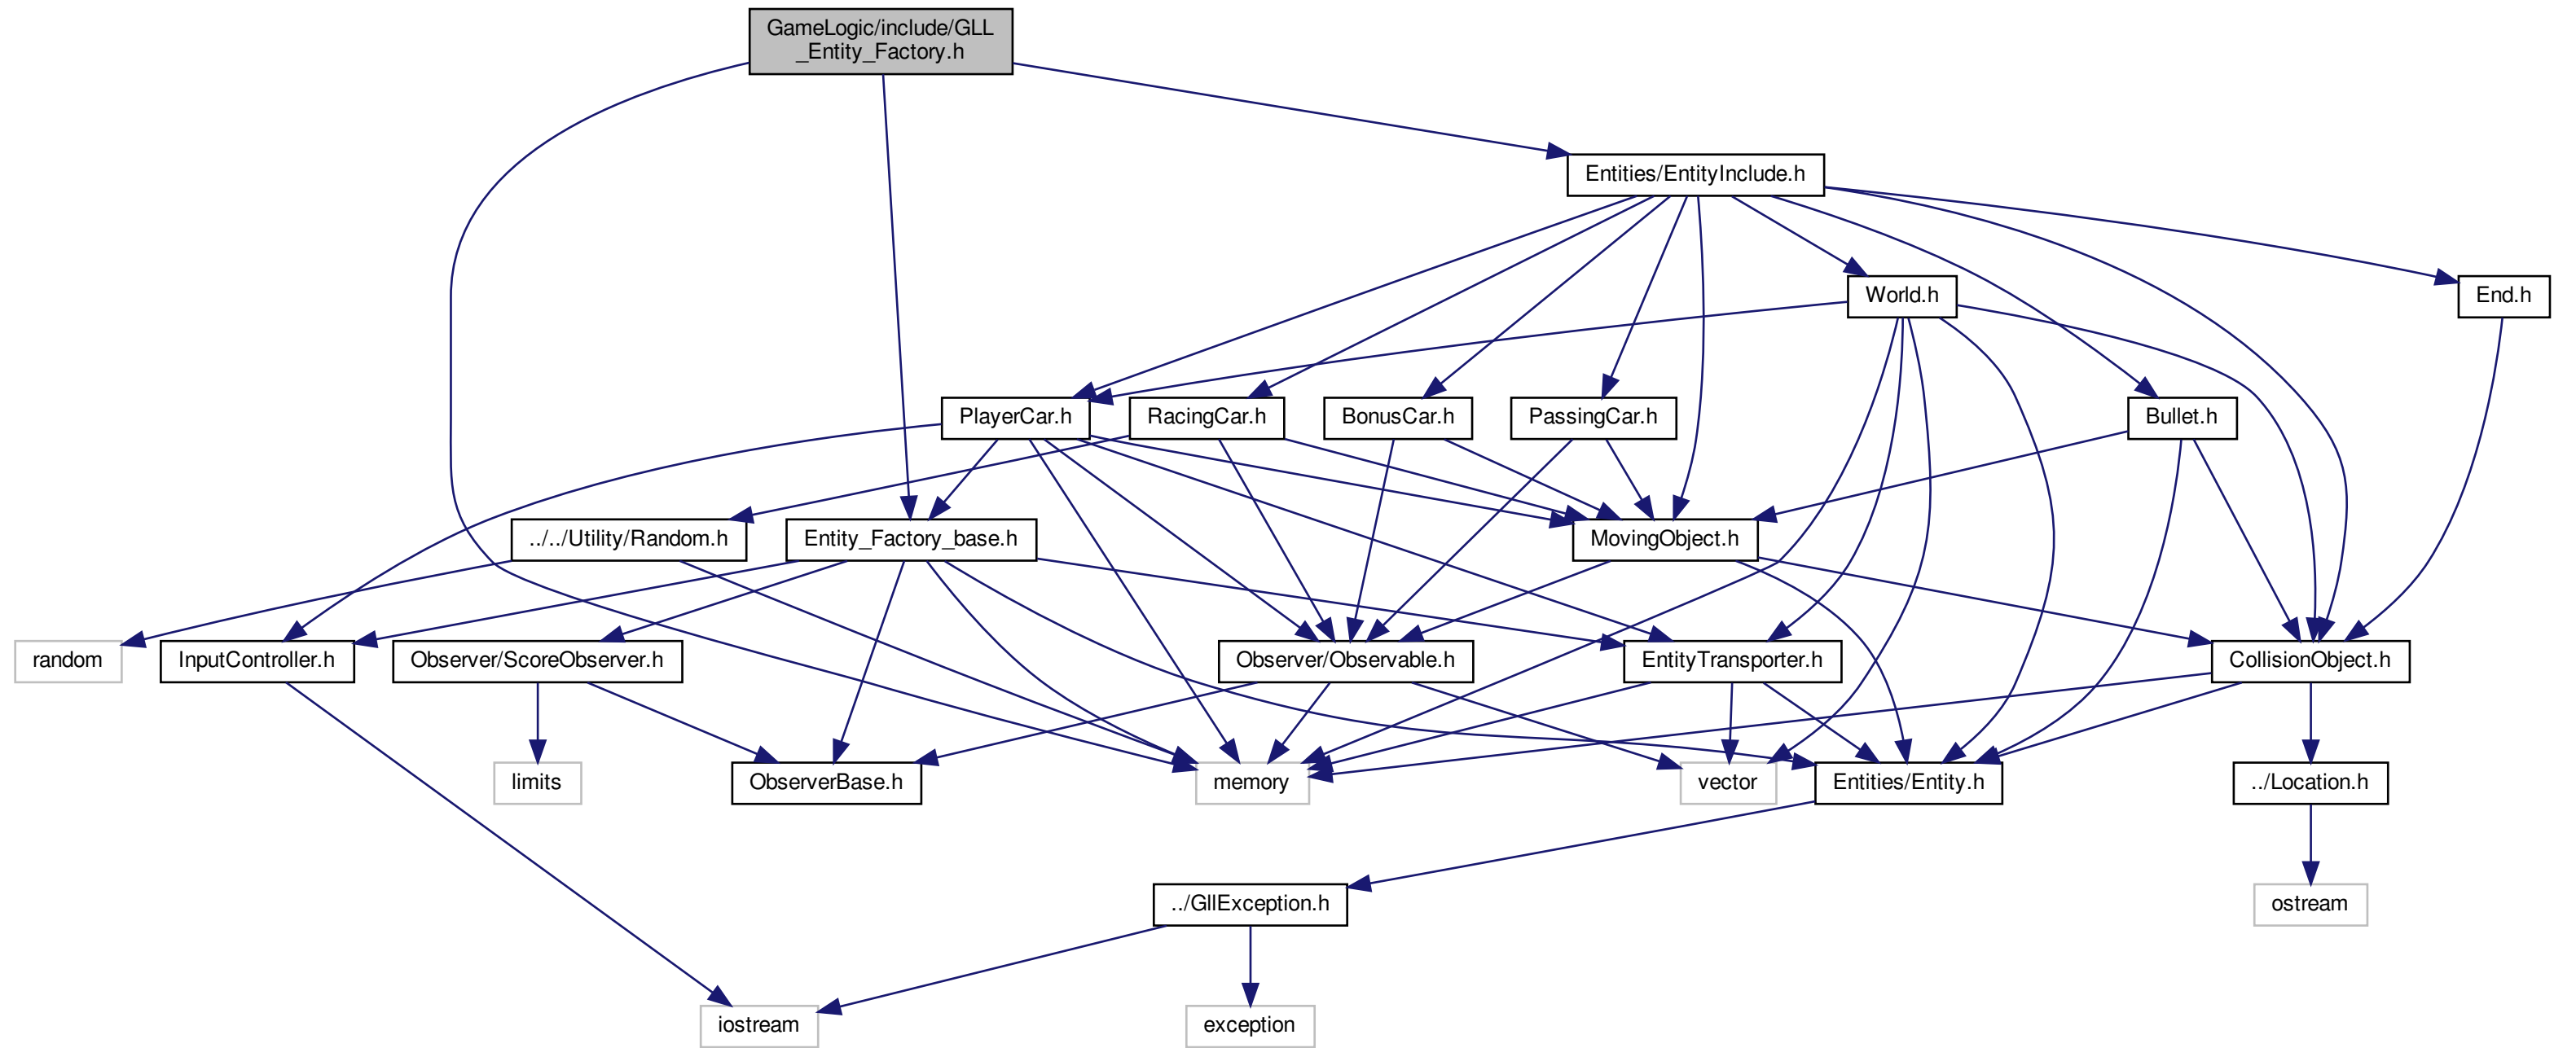 GameLogic/include/GLL
_Entity_Factory.h
Entities/EntityInclude.h
World.h
End.h
PlayerCar.h
RacingCar.h
BonusCar.h
PassingCar.h
Bullet.h
../../Utility/Random.h
Entity_Factory_base.h
MovingObject.h
random
InputController.h
Observer/ScoreObserver.h
Observer/Observable.h
EntityTransporter.h
CollisionObject.h
limits
ObserverBase.h
memory
vector
Entities/Entity.h
../Location.h
../GllException.h
ostream
iostream
exception